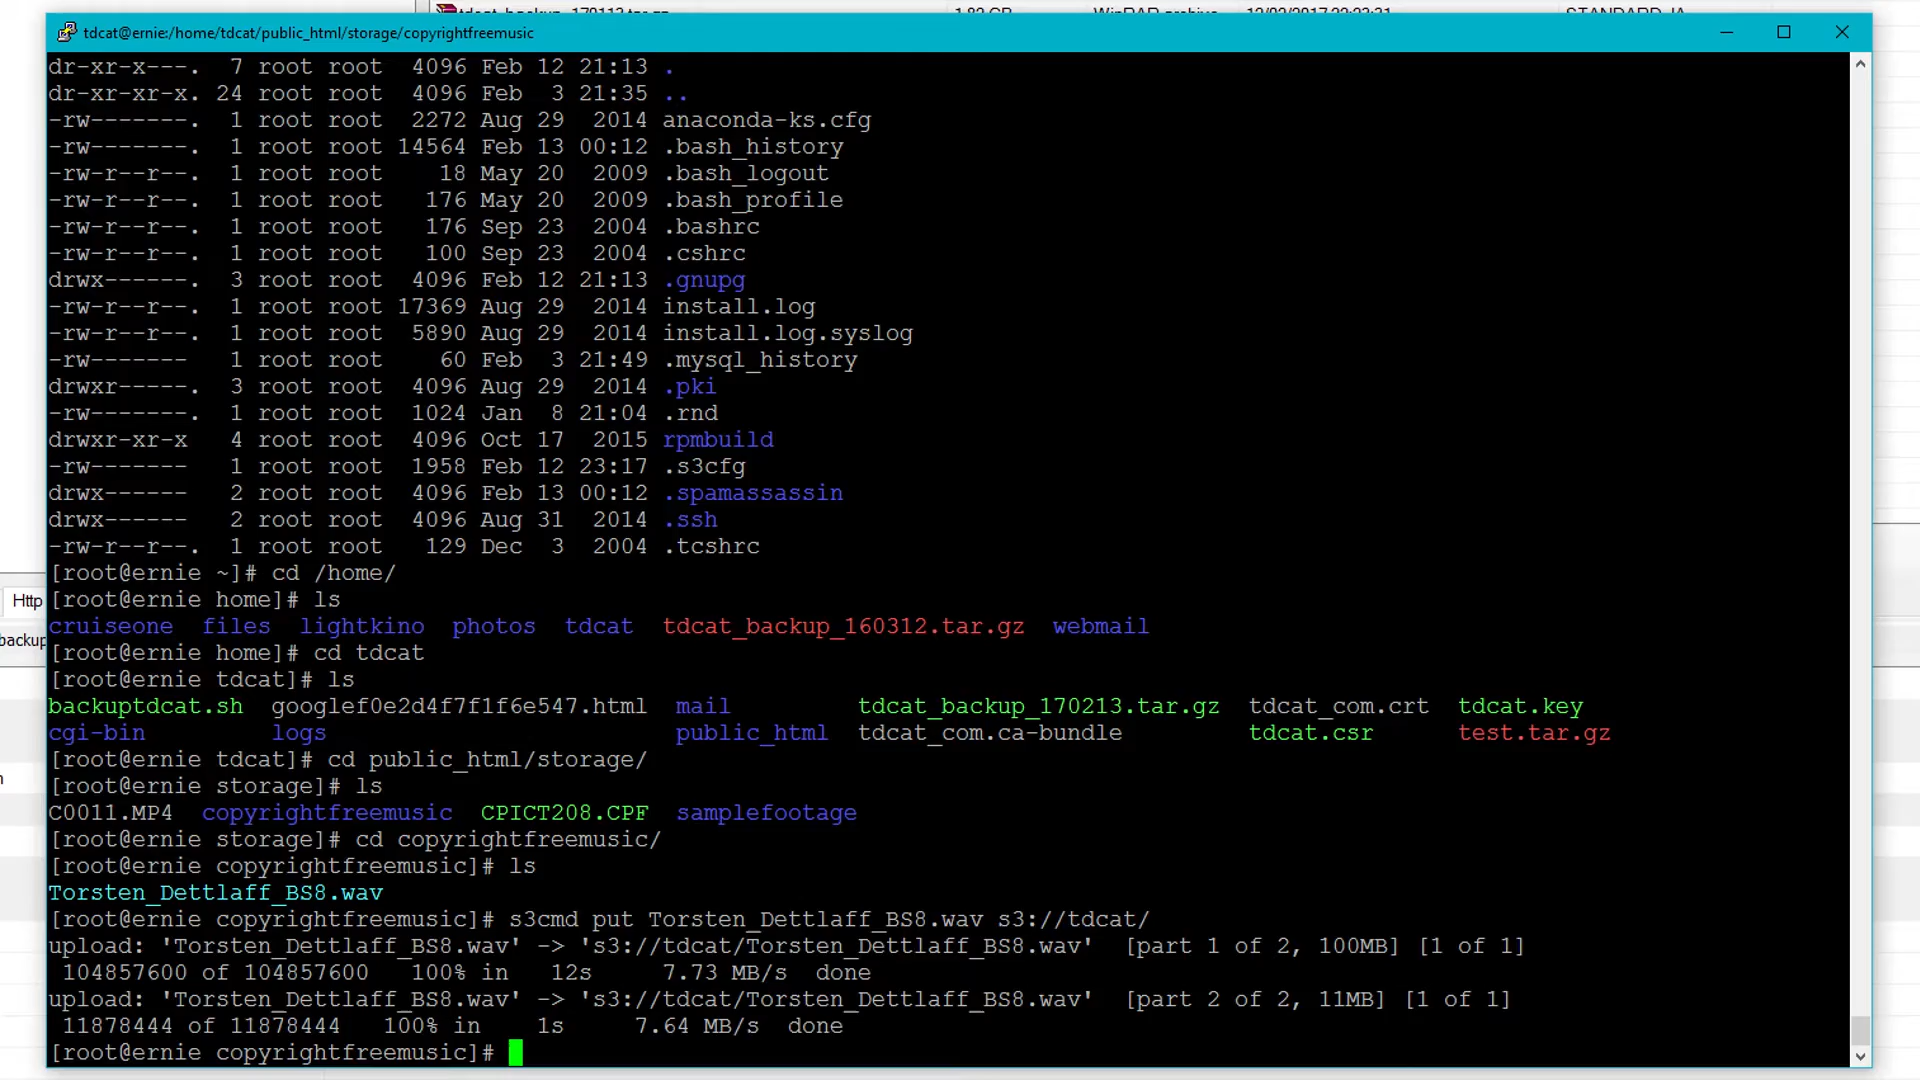 tdcat_backup_170113.tar.gz 1.82 GB WinRAR archive 12/02/2017 22:23:31 STANDARD_IA
tdcat@ernie:/home/tdcat/public_html/storage/copyrightfreemusic
dr-xr-x---. 7 root root 4096 Feb 12 21:13 .
dr-xr-xr-x. 24 root root 4096 Feb 3 21:35 ..
-rw-------. 1 root root 2272 Aug 29 2014 anaconda-ks.cfg
-rw-------. 1 root root 14564 Feb 13 00:12 .bash_history
-rw-r--r--. 1 root root 18 May 20 2009 .bash_logout
-rw-r--r--. 1 root root 176 May 20 2009 .bash_profile
-rw-r--r--. 1 root root 176 Sep 23 2004 .bashrc
-rw-r--r--. 1 root root 100 Sep 23 2004 .cshrc
drwx------. 3 root root 4096 Feb 12 21:13 .gnupg
-rw-r--r--. 1 root root 17369 Aug 29 2014 install.log
-rw-r--r--. 1 root root 5890 Aug 29 2014 install.log.syslog
-rw------- 1 root root 60 Feb 3 21:49 .mysql_history
drwxr-----. 3 root root 4096 Aug 29 2014 .pki
-rw-------. 1 root root 1024 Jan 8 21:04 .rnd
drwxr-xr-x 4 root root 4096 Oct 17 2015 rpmbuild
-rw------- 1 root root 1958 Feb 12 23:17 .s3cfg
drwx------ 2 root root 4096 Feb 13 00:12 .spamassassin
drwx------ 2 root root 4096 Aug 31 2014 .ssh
-rw-r--r--. 1 root root 129 Dec 3 2004 .tcshrc
[root@ernie ~]# cd /home/
Http
[root@ernie home]# ls
cruiseone files lightkino photos tdcat tdcat_backup_160312.tar.gz webmail
backup
[root@ernie home]# cd tdcat
[root@ernie tdcat]# ls
backuptdcat.sh googlef0e2d4f7f1f6e547.html mail tdcat_backup_170213.tar.gz tdcat_com.crt tdcat.key
cgi-bin logs public_html tdcat_com.ca-bundle tdcat.csr test.tar.gz
[root@ernie tdcat]# cd public_html/storage/
[root@ernie storage]# ls
C0011.MP4 copyrightfreemusic CPICT208.CPF samplefootage
[root@ernie storage]# cd copyrightfreemusic/
[root@ernie copyrightfreemusic]# ls
Torsten_Dettlaff_BS8.wav
[root@ernie copyrightfreemusic]# s3cmd put Torsten_Dettlaff_BS8.wav s3://tdcat/
upload: 'Torsten_Dettlaff_BS8.wav' -> 's3://tdcat/Torsten_Dettlaff_BS8.wav' [part 1 of 2, 100MB] [1 of 1]
104857600 of 104857600 100% in 12s 7.73 MB/s done
upload: 'Torsten_Dettlaff_BS8.wav' -> 's3://tdcat/Torsten_Dettlaff_BS8.wav' [part 2 of 2, 11MB] [1 of 1]
11878444 of 11878444 100% in 1s 7.64 MB/s done
[root@ernie copyrightfreemusic]#